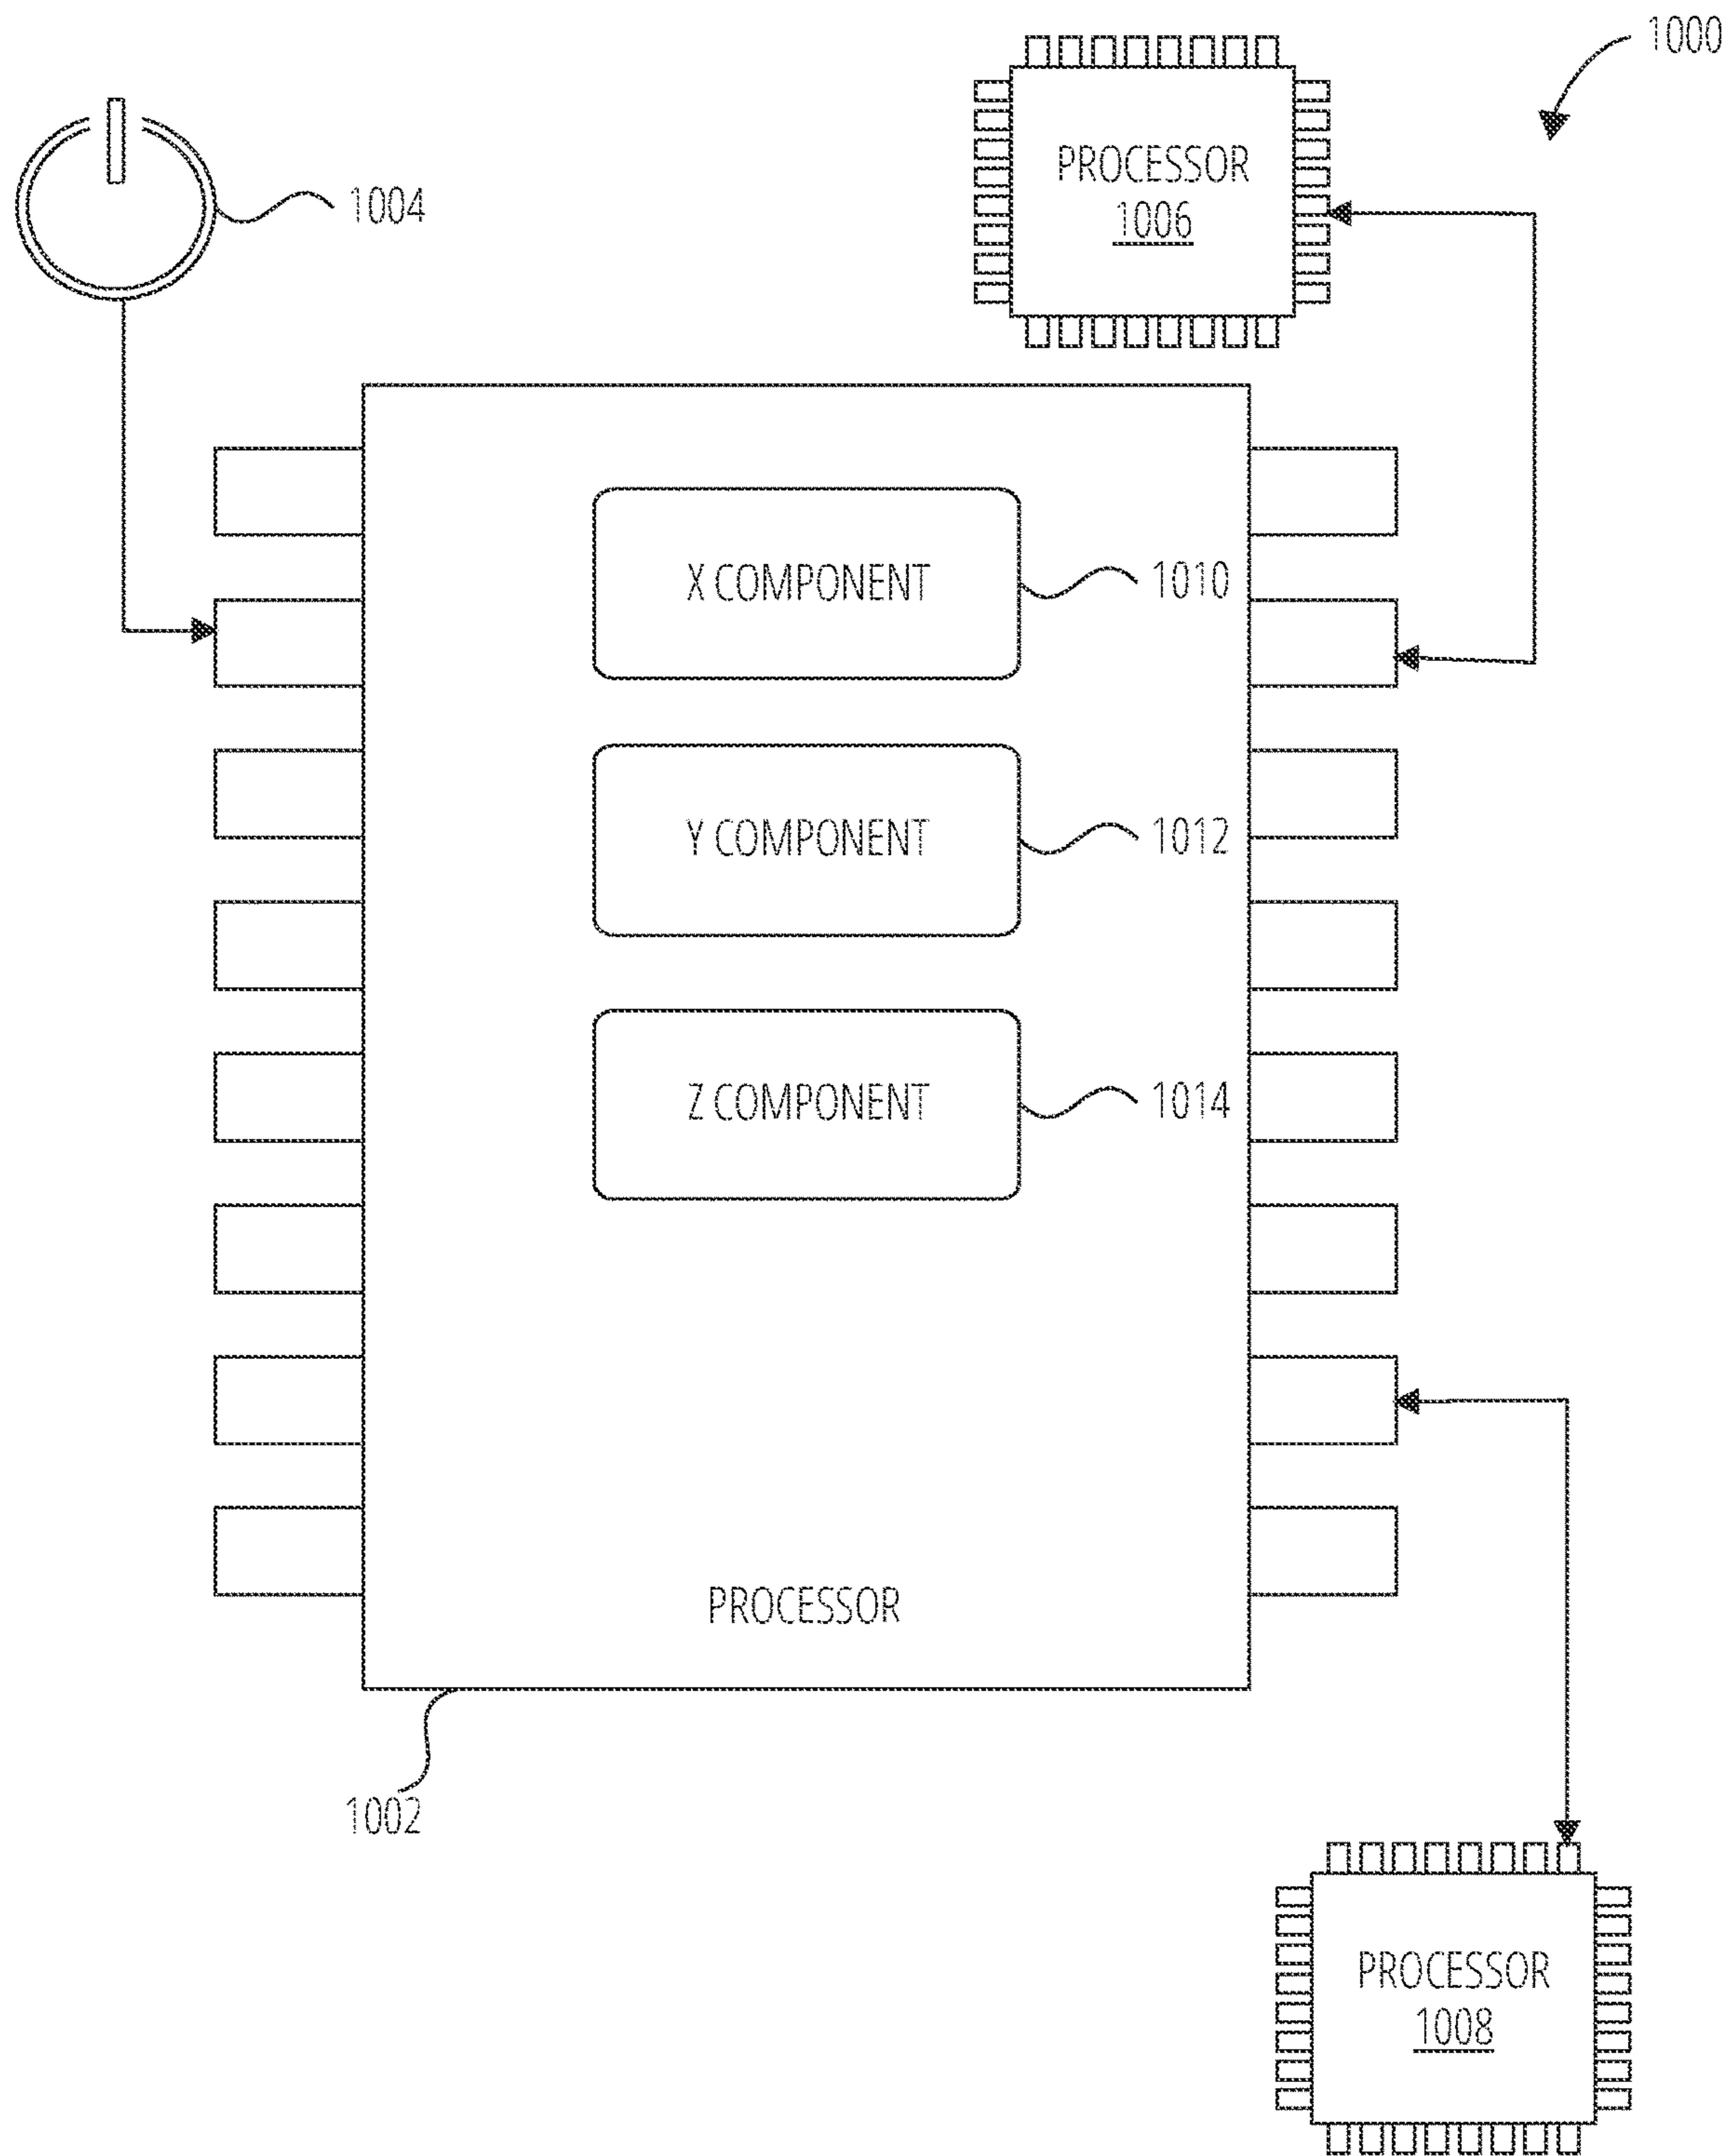 1000
PROCESSOR
1006
1004
X COMPONENT
1010
Y COMPONENT
1012
Z COMPONENT
1014
PROCESSOR
1002
PROCESSOR
1008